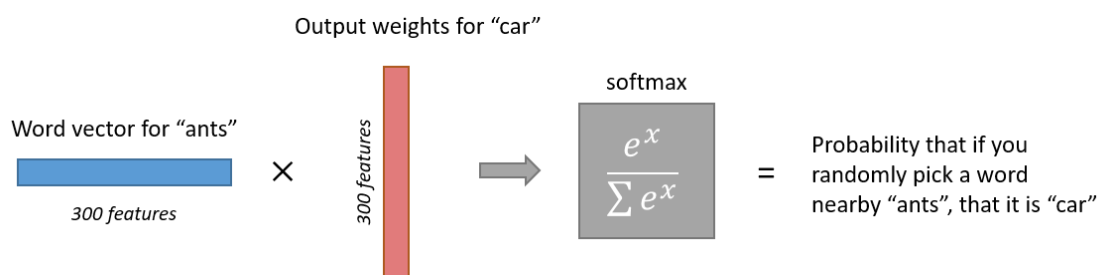 Output weights for “car”
softmax
Word vector for “ants”
300 features
×
300 features
e^x
∑ e^x
=
Probability that if you
randomly pick a word
nearby “ants”, that it is “car”